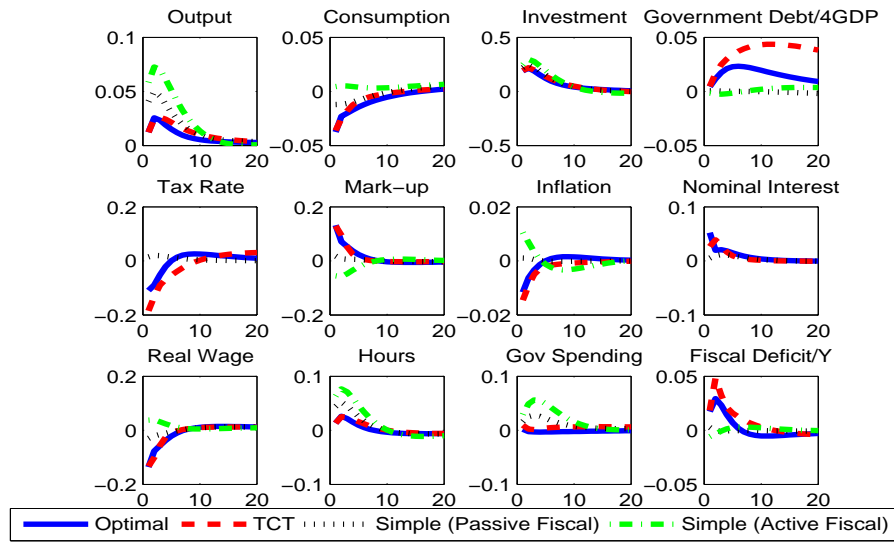 Output
Consumption
Investment
Government Debt/4GDP
0.1
0.05
0
0 10 20
0.05
0
−0.05
0 10 20
0.5
0
−0.5
0 10 20
0.05
0
−0.05
0 10 20
Tax Rate
Mark−up
Inflation
Nominal Interest
0.2
0
−0.2
0 10 20
0.2
0
−0.2
0 10 20
0.02
0
−0.02
0 10 20
0.1
0
−0.1
0 10 20
Real Wage
Hours
Gov Spending
Fiscal Deficit/Y
0.2
0
−0.2
0 10 20
0.1
0
−0.1
0 10 20
0.1
0
−0.1
0 10 20
0.05
0
0.05
0 10 20
Optimal
TCT
Simple (Passive Fiscal)
Simple (Active Fiscal)